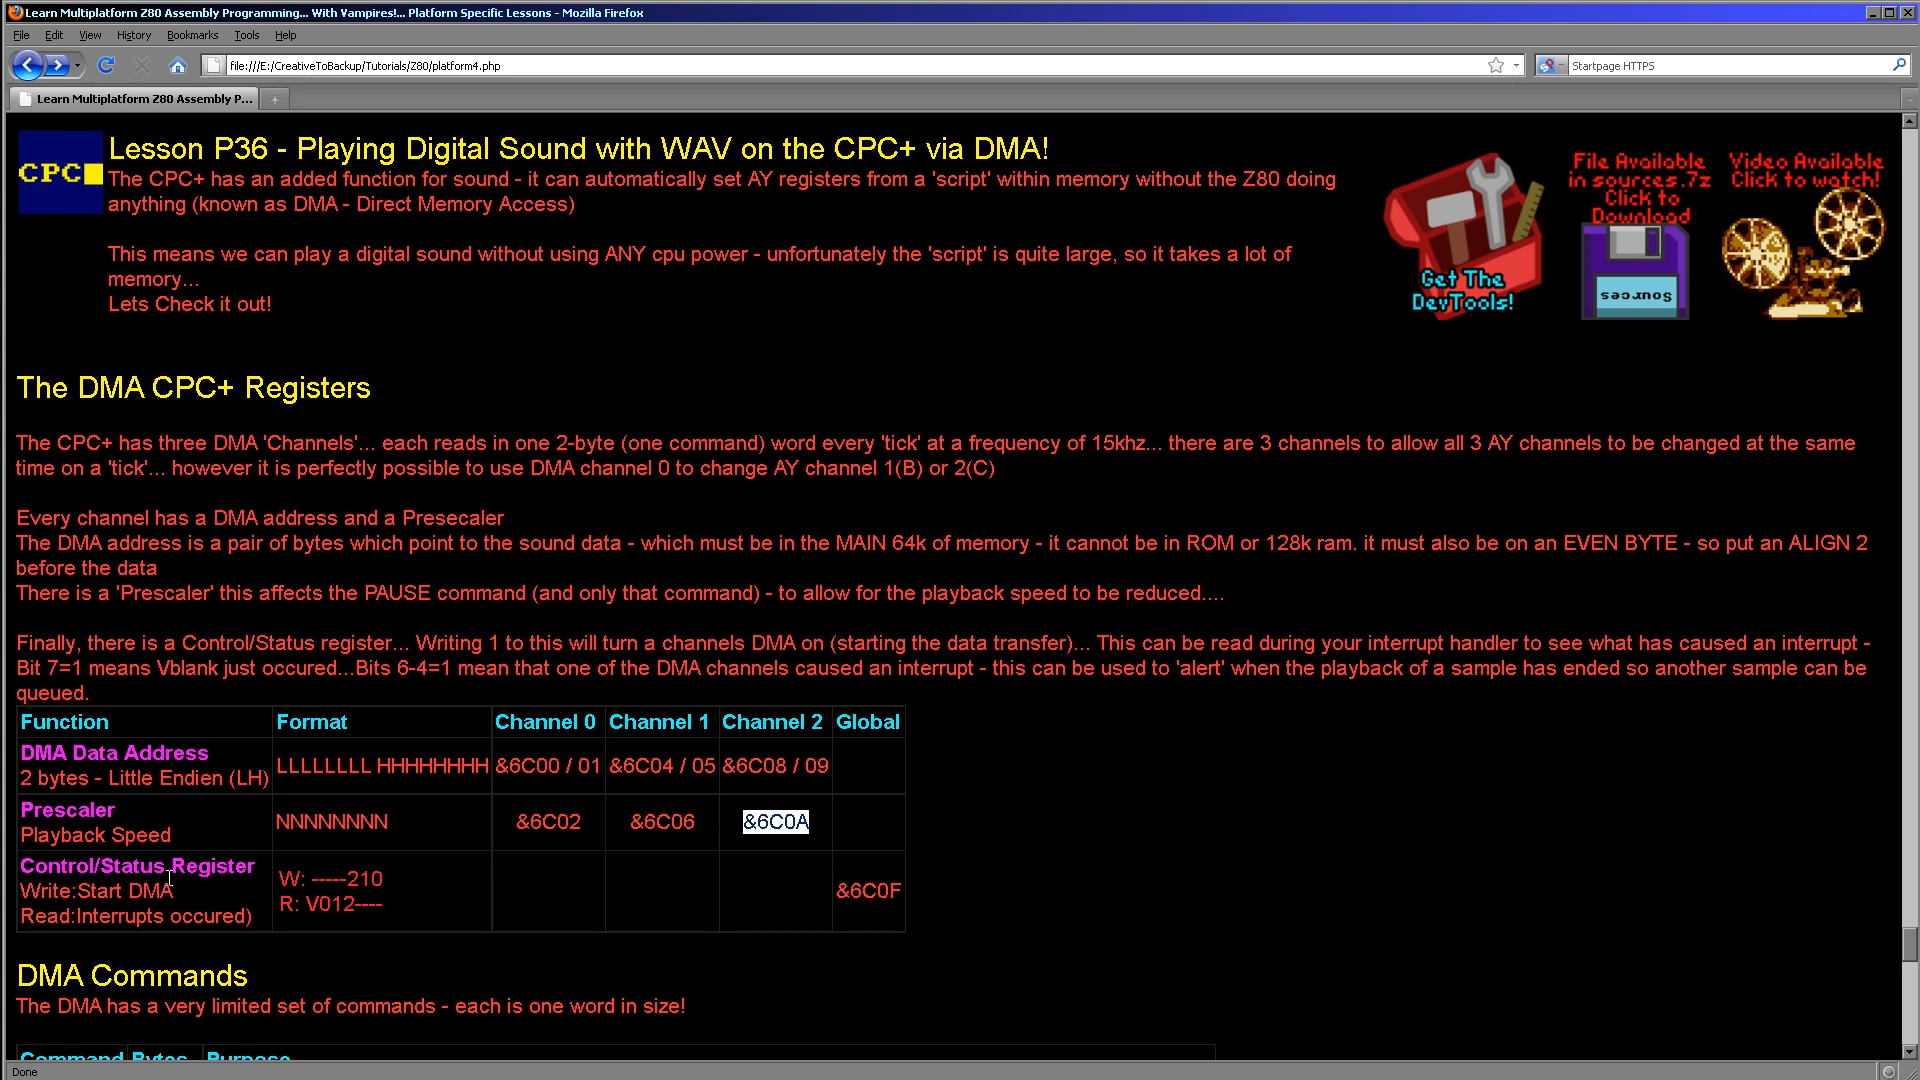 Learn Multiplatform Z80 Assembly Programming... With Vampires!... Platform Specific Lessons - Mozilla Firefox
File Edit View History Bookmarks Tools Help
file:///E:/CreativeToBackup/Tutorials/Z80/platform4.php
Startpage HTTPS
Learn Multiplatform Z80 Assembly P...
CPC
Lesson P36 - Playing Digital Sound with WAV on the CPC+ via DMA!
The CPC+ has an added function for sound - it can automatically set AY registers from a 'script' within memory without the Z80 doing
anything (known as DMA - Direct Memory Access)
This means we can play a digital sound without using ANY cpu power - unfortunately the 'script' is quite large, so it takes a lot of
memory...
Lets Check it out!
Get The
DevTools!
File Available
in sources.7z
Click to
Download
Sources
Video Available
Click to watch!
The DMA CPC+ Registers
The CPC+ has three DMA 'Channels'... each reads in one 2-byte (one command) word every 'tick' at a frequency of 15khz... there are 3 channels to allow all 3 AY channels to be changed at the same
time on a 'tick'... however it is perfectly possible to use DMA channel 0 to change AY channel 1(B) or 2(C)
Every channel has a DMA address and a Presecaler
The DMA address is a pair of bytes which point to the sound data - which must be in the MAIN 64k of memory - it cannot be in ROM or 128k ram. it must also be on an EVEN BYTE - so put an ALIGN 2
before the data
There is a 'Prescaler' this affects the PAUSE command (and only that command) - to allow for the playback speed to be reduced....
Finally, there is a Control/Status register... Writing 1 to this will turn a channels DMA on (starting the data transfer)... This can be read during your interrupt handler to see what has caused an interrupt -
Bit 7=1 means Vblank just occured...Bits 6-4=1 mean that one of the DMA channels caused an interrupt - this can be used to 'alert' when the playback of a sample has ended so another sample can be
queued.
Function Format Channel 0 Channel 1 Channel 2 Global
DMA Data Address
2 bytes - Little Endien (LH) LLLLLLLL HHHHHHHH &6C00 / 01 &6C04 / 05 &6C08 / 09
Prescaler
Playback Speed NNNNNNNN &6C02 &6C06 &6C0A
Control/Status Register
Write:Start DMA W: -----210
Read:Interrupts occured) R: V012---- &6C0F
DMA Commands
The DMA has a very limited set of commands - each is one word in size!
Command Bytes Purpose
Done